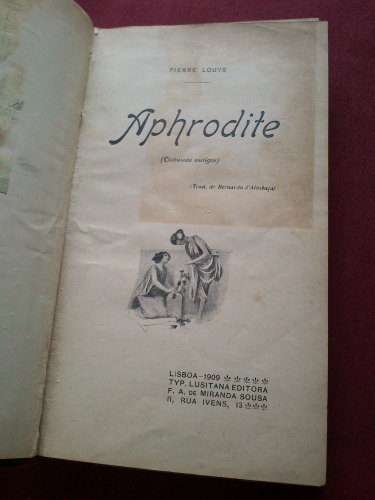 PIERRE LOUYS
Aphrodite
(Costumes antigos)
(Trad. de Bernardo d'Alcobaça)
LISBOA—1909
TYP. LUSITANA EDITORA
F. A. DE MIRANDA SOUSA
11, RUA IVENS, 13